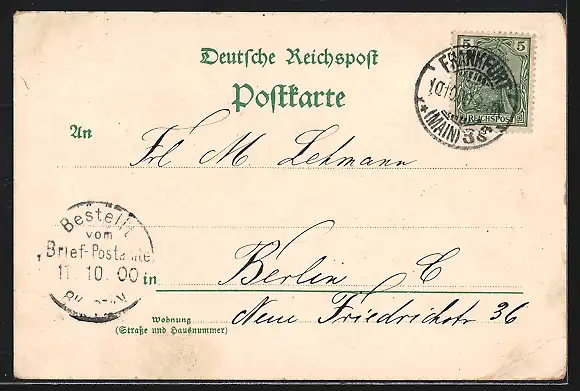 Deutsche Reichspost
Postkarte
5 5
REICHSPOST
FRANKFURT
(MAIN)
An Frl M Lehmann
Bestellt
vom
Brief-Postamte
11. 10. 00
in Berlin C
Wohnung
(Straße und Hausnummer)
Neue Friedrichstr 36